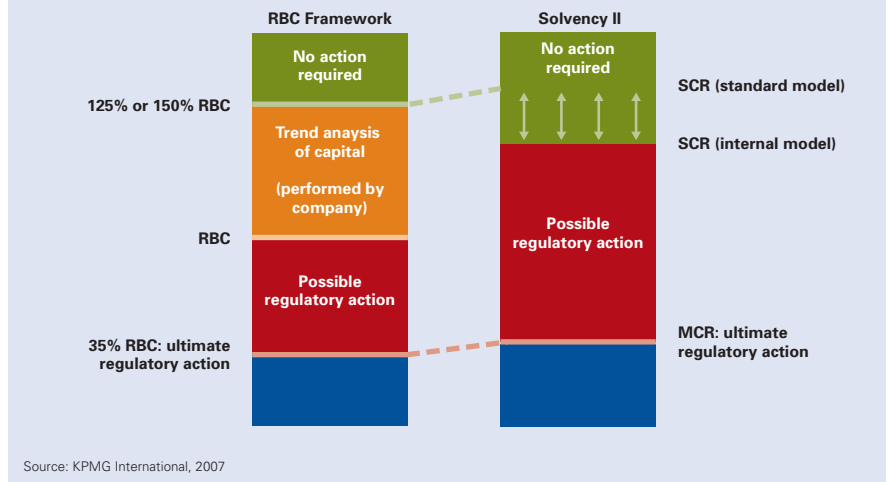 RBC Framework
Solvency II
No action
required
125% or 150% RBC
Trend anaysis
of capital
(performed by
company)
RBC
Possible
regulatory action
35% RBC: ultimate
regulatory action
No action
required
SCR (standard model)
SCR (internal model)
Possible
regulatory action
MCR: ultimate
regulatory action
Source: KPMG International, 2007